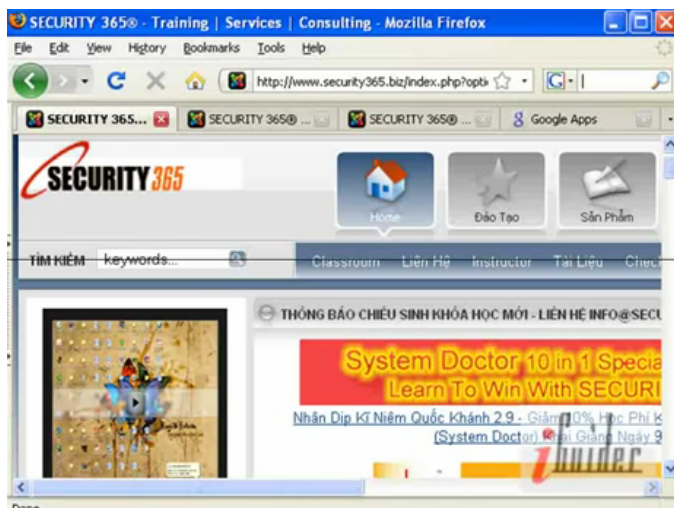 SECURITY 365® - Training | Services | Consulting - Mozilla Firefox
File Edit View History Bookmarks Tools Help
http://www.security365.biz/index.php?opti
SECURITY 365... SECURITY 365® ... SECURITY 365® ... Google Apps
SECURITY 365
Home Đào Tạo Sản Phẩm
TÌM KIẾM keywords...
Classroom Liên Hệ Instructor Tài Liệu Check
THÔNG BÁO CHIÊU SINH KHÓA HỌC MỚI - LIÊN HỆ INFO@SECU
System Doctor 10 in 1 Specia
Learn To Win With SECURI
Nhân Dịp Kĩ Niệm Quốc Khánh 2.9 - Giảm 10% Học Phí K
(System Doctor) Khai Giảng Ngày 9
Done